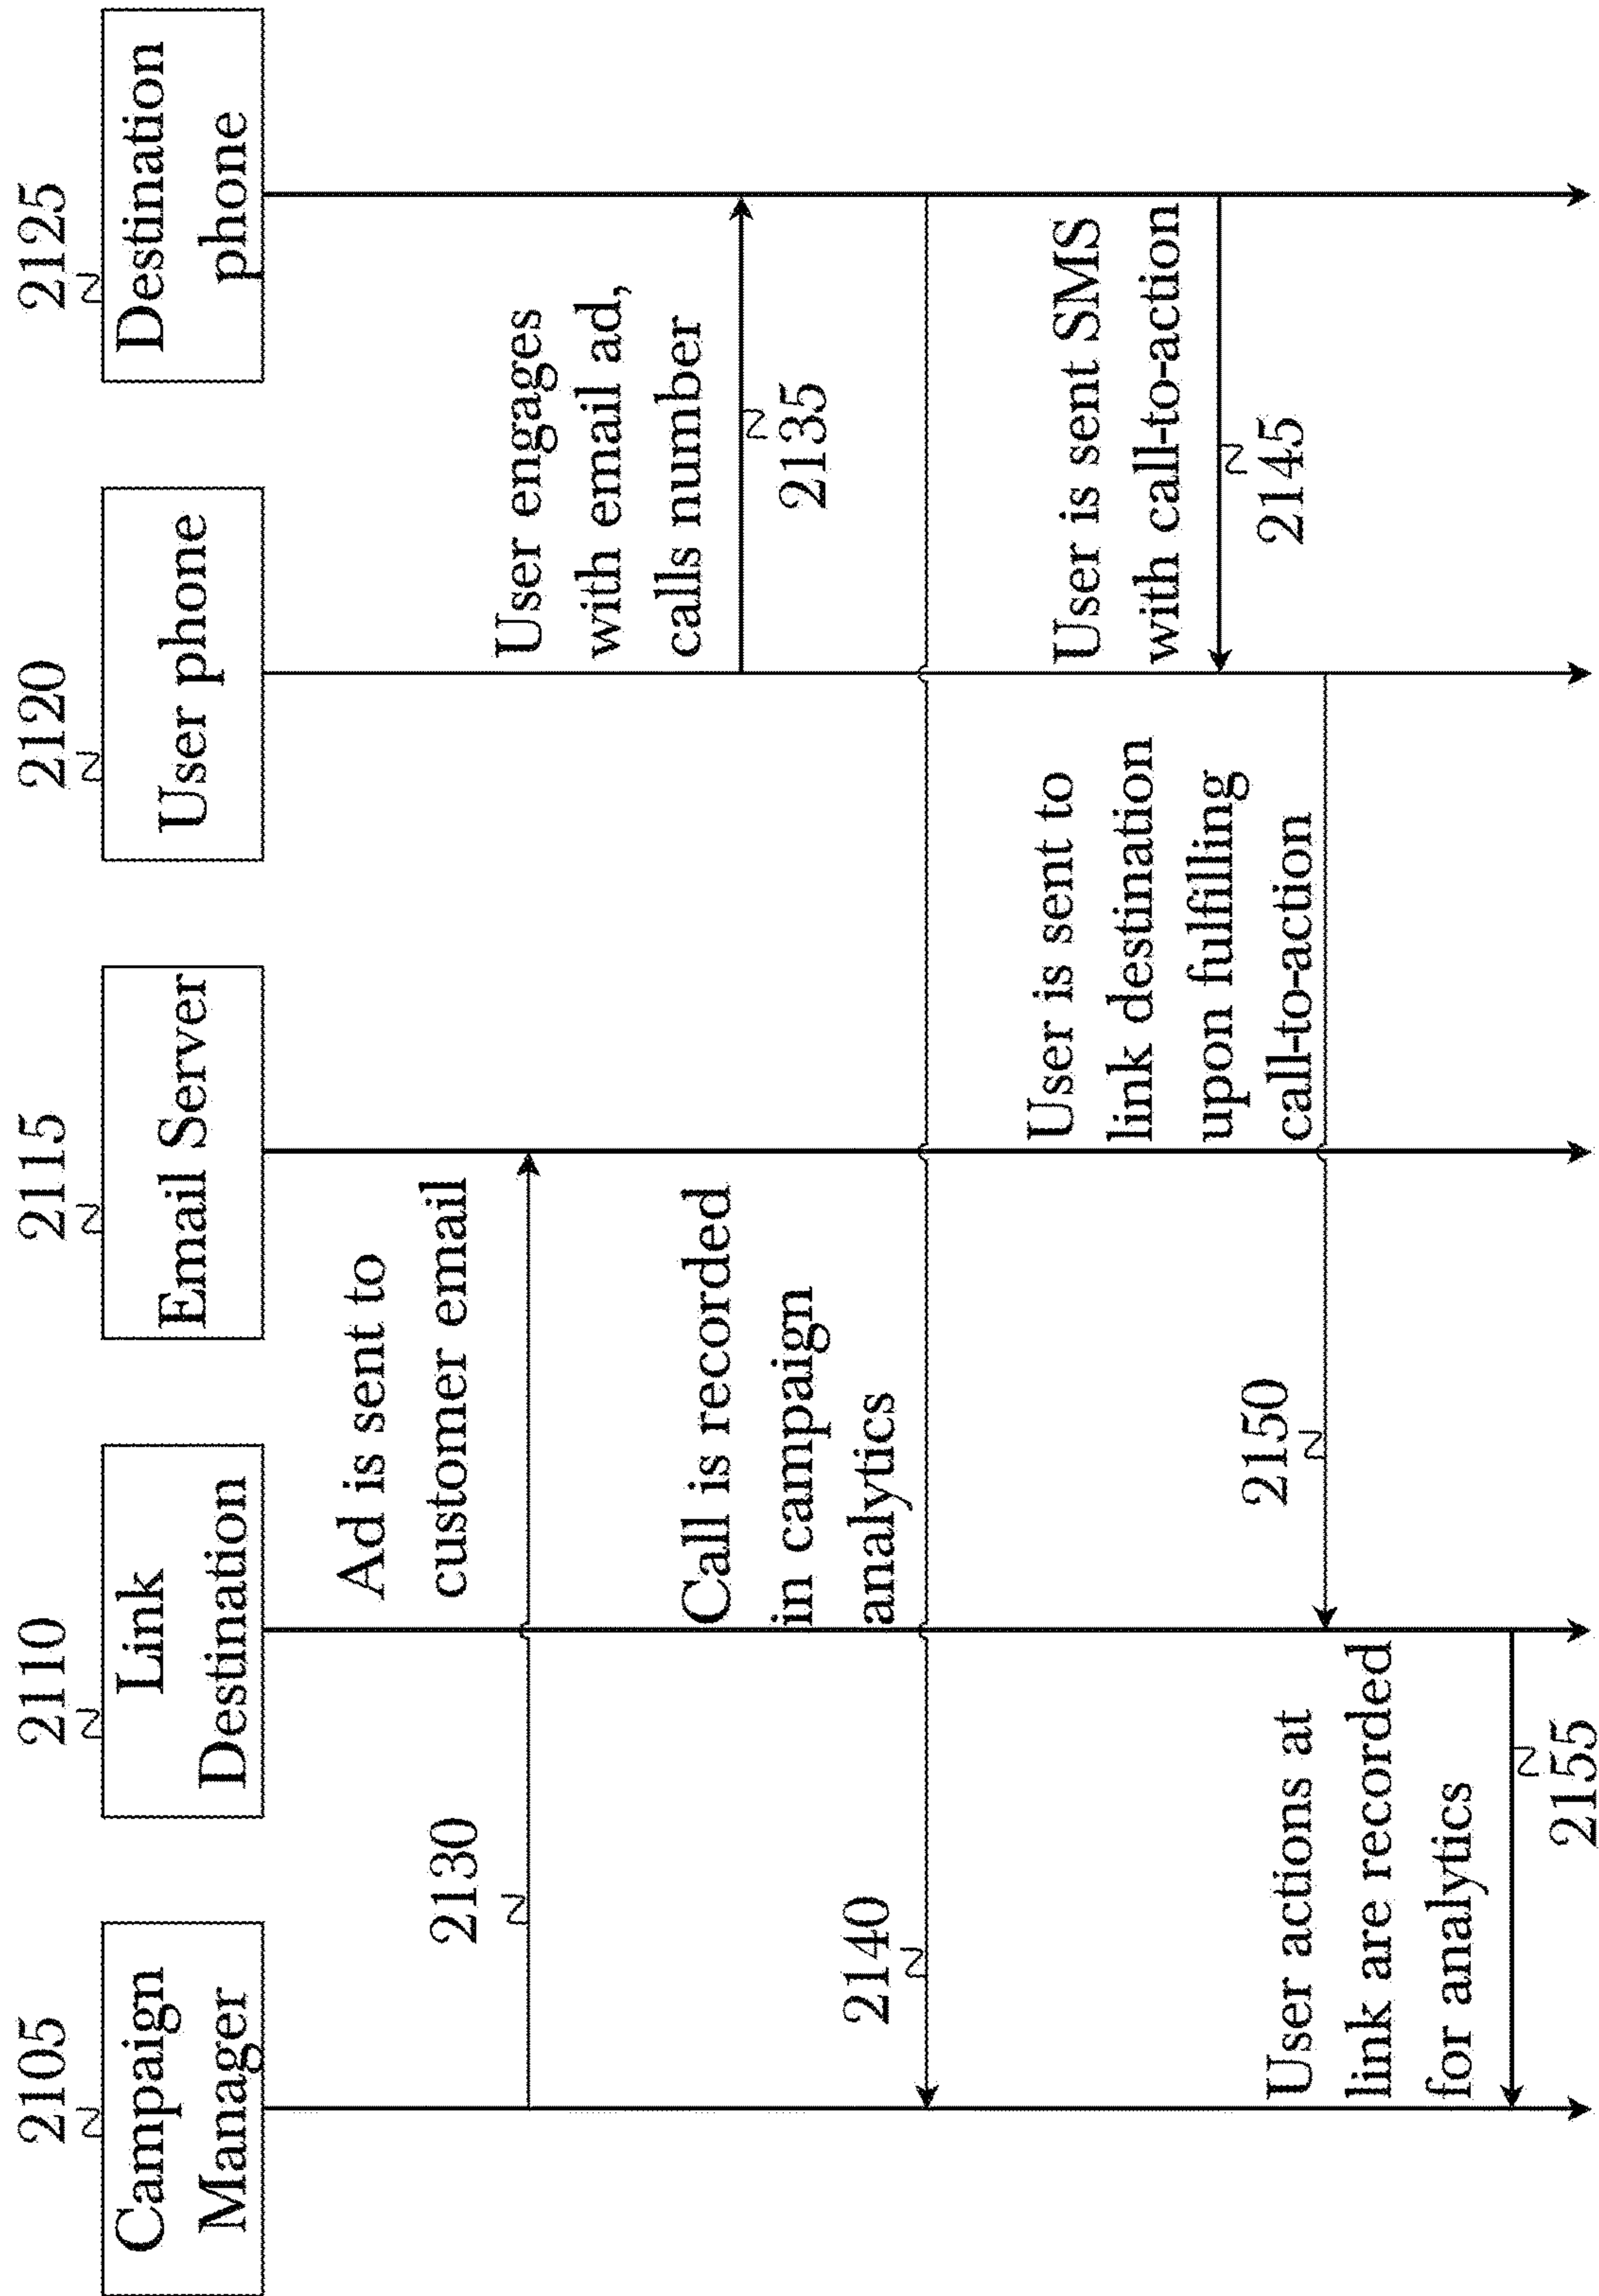 2105
Campaign
Manager
2110
Link
Destination
2115
Email Server
2120
User phone
2125
Destination
phone
2130
Ad is sent to
customer email
User engages
with email ad,
calls number
2135
2140
Call is recorded
in campaign
analytics
User is sent SMS
with call-to-action
2145
2150
User is sent to
link destination
upon fulfilling
call-to-action
User actions at
link are recorded
for analytics
2155